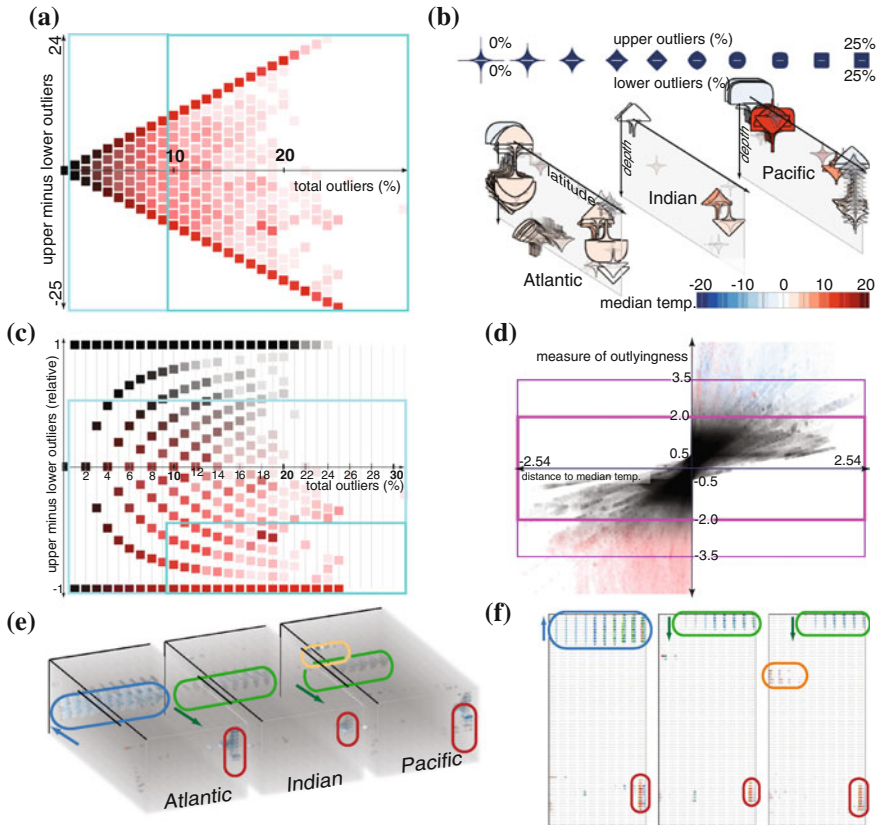 (a)
24
upper minus lower outliers
-25
10
20
total outliers (%)
(b)
0%
0%
upper outliers (%)
lower outliers (%)
25%
25%
depth
depth
latitude
Atlantic
Indian
Pacific
median temp.
-20
-10
0
10
20
(c)
1
upper minus lower outliers (relative)
-1
2
4
6
8
10
12
13
14
16
18
20
22
24
26
28
30
total outliers (%)
(d)
measure of outlyingness
3.5
2.0
0.5
-0.5
-2.0
-3.5
-2.54
2.54
distance to median temp.
(e)
Atlantic
Indian
Pacific
(f)